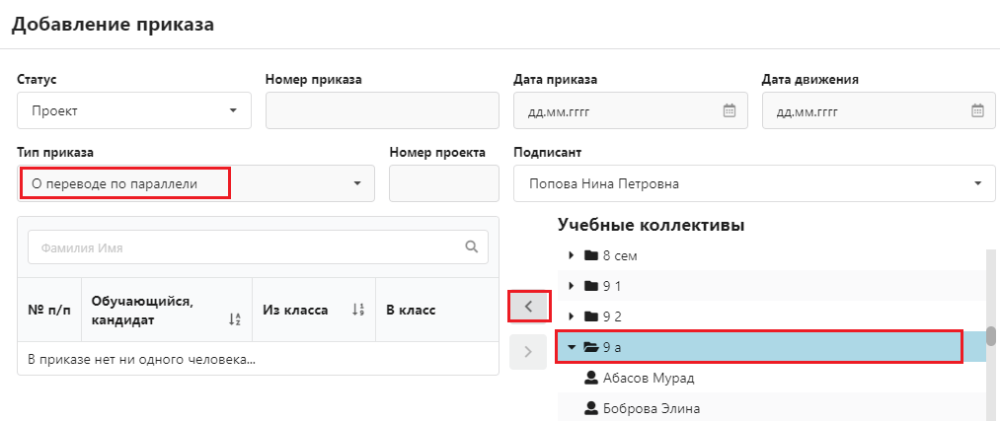 Добавление приказа
Статус
Номер приказа
Дата приказа
Дата движения
Проект
дд.мм.гггг
дд.мм.гггг
Тип приказа
Номер проекта
Подписант
О переводе по параллели
Попова Нина Петровна
Учебные коллективы
Фамилия Имя
№ п/п
Обучающийся,
кандидат
Из класса
В класс
В приказе нет ни одного человека...
8 сем
9 1
9 2
9 а
Абасов Мурад
Боброва Элина